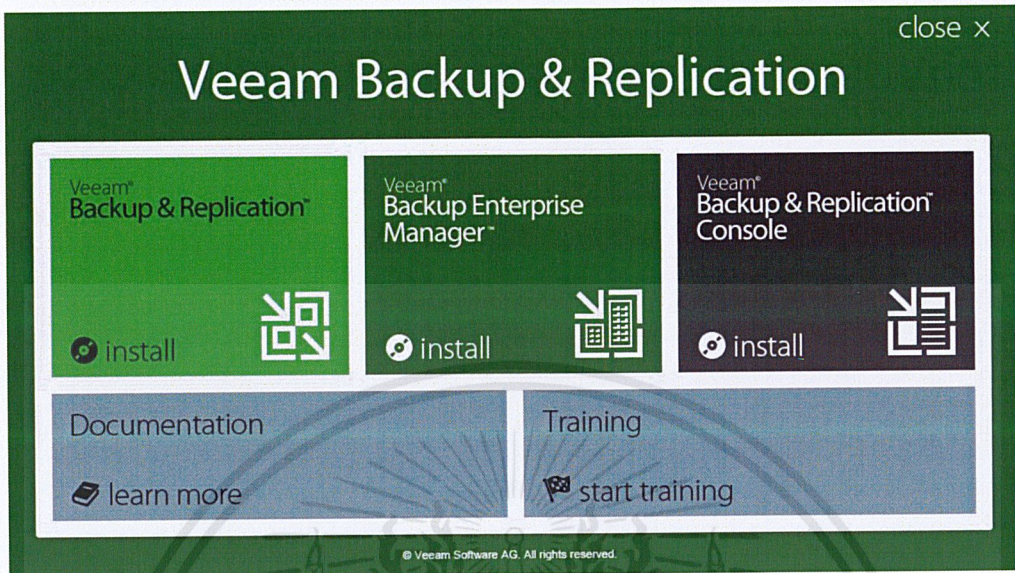 close x
Veeam Backup & Replication
Veeam®
Backup & Replication™
install
Veeam®
Backup Enterprise
Manager™
install
Veeam®
Backup & Replication™
Console
install
Documentation
learn more
Training
start training
© Veeam Software AG. All rights reserved.